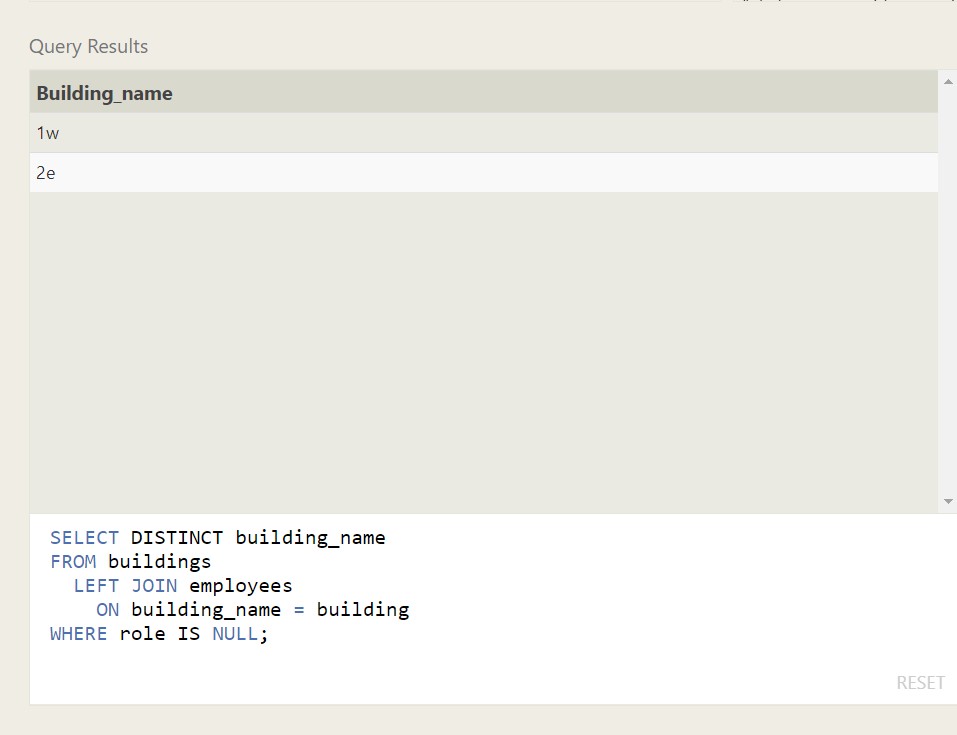 Query Results
Building_name
1w
2e
SELECT DISTINCT building_name
FROM buildings
  LEFT JOIN employees
    ON building_name = building
WHERE role IS NULL;
RESET